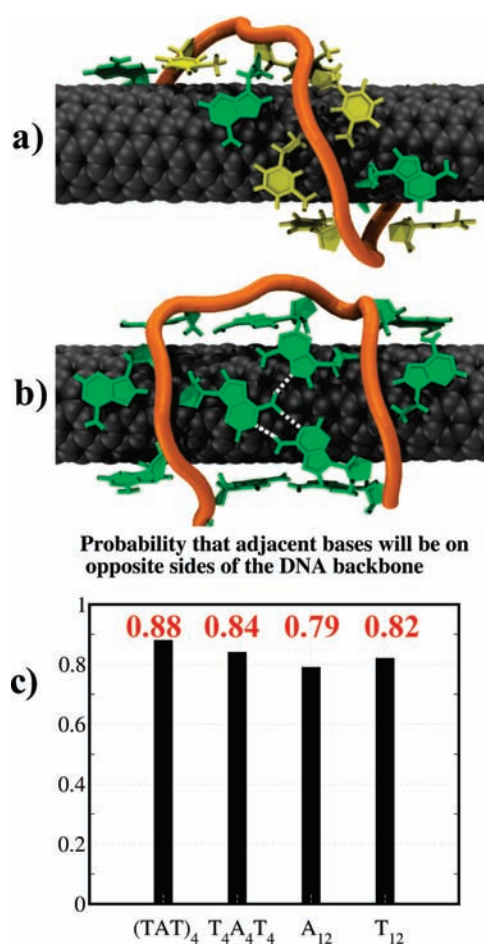 a)
b)
Probability that adjacent bases will be on
opposite sides of the DNA backbone
c)
1
0.8
0.6
0.4
0.2
0
0.88 0.84 0.79 0.82
(TAT)₄ T₄A₄T₄ A₁₂ T₁₂